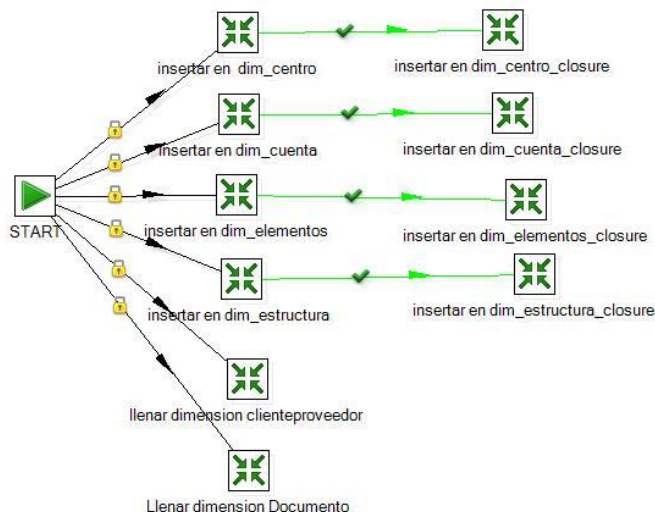 insertar en dim_centro
insertar en dim_centro_closure
insertar en dim_cuenta
insertar en dim_cuenta_closure
START
insertar en dim_elementos
insertar en dim_elementos_closure
insertar en dim_estructura
insertar en dim_estructura_closure
llenar dimension clienteproveedor
Llenar dimension Documento